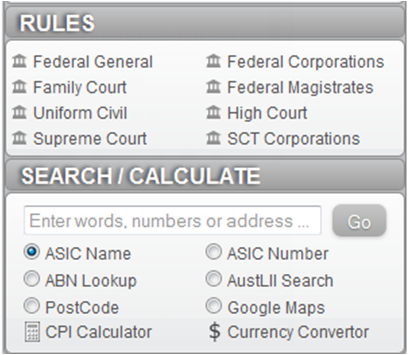 RULES
Federal General Federal Corporations
Family Court Federal Magistrates
Uniform Civil High Court
Supreme Court SCT Corporations
SEARCH / CALCULATE
Enter words, numbers or address ... Go
ASIC Name ASIC Number
ABN Lookup AustLII Search
PostCode Google Maps
CPI Calculator $ Currency Convertor